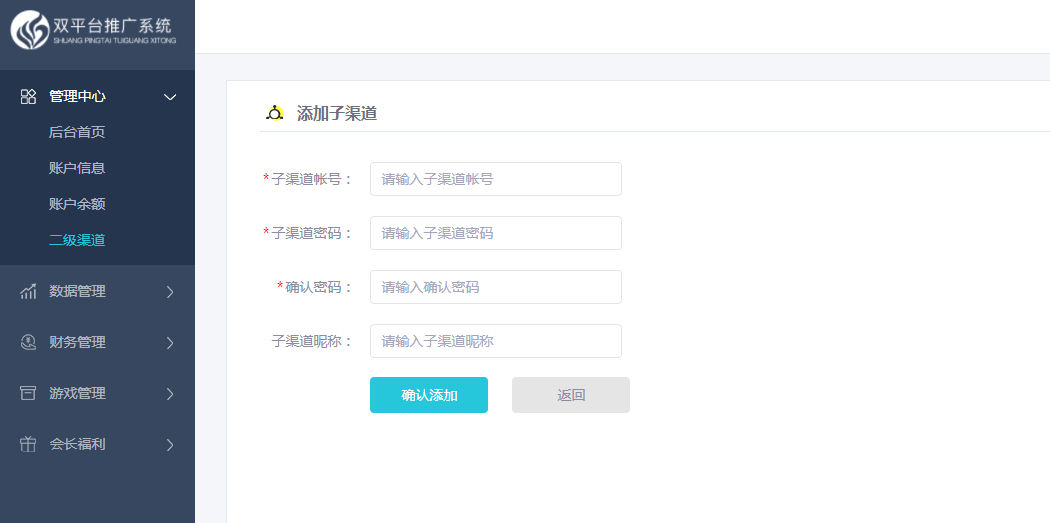 双平台推广系统
SHUANG PINGTAI TUIGUANG XITONG
管理中心
后台首页
账户信息
账户余额
二级渠道
数据管理
财务管理
游戏管理
会长福利
添加子渠道
*子渠道帐号： 请输入子渠道帐号
*子渠道密码： 请输入子渠道密码
*确认密码： 请输入确认密码
子渠道昵称： 请输入子渠道昵称
确认添加 返回